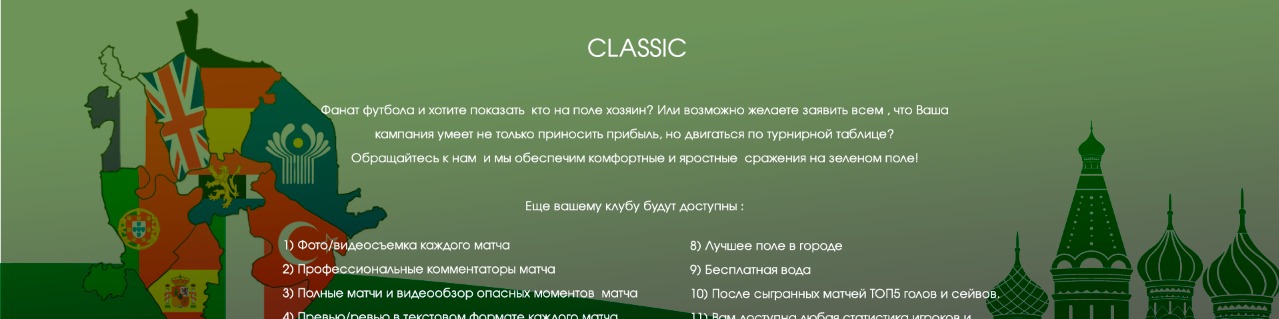 CLASSIC
Фанат футбола и хотите показать кто на поле хозяин? Или возможно желаете заявить всем , что Ваша
кампания умеет не только приносить прибыль, но двигаться по турнирной таблице?
Обращайтесь к нам и мы обеспечим комфортные и яростные сражения на зеленом поле!
Еще вашему клубу будут доступны :
1) Фото/видеосъемка каждого матча
2) Профессиональные комментаторы матча
3) Полные матчи и видеообзор опасных моментов матча
4) Превью/ревью в текстовом формате каждого матча
8) Лучшее поле в городе
9) Бесплатная вода
10) После сыгранных матчей ТОП5 голов и сейвов.
11) Вам доступна любая статистика игроков и